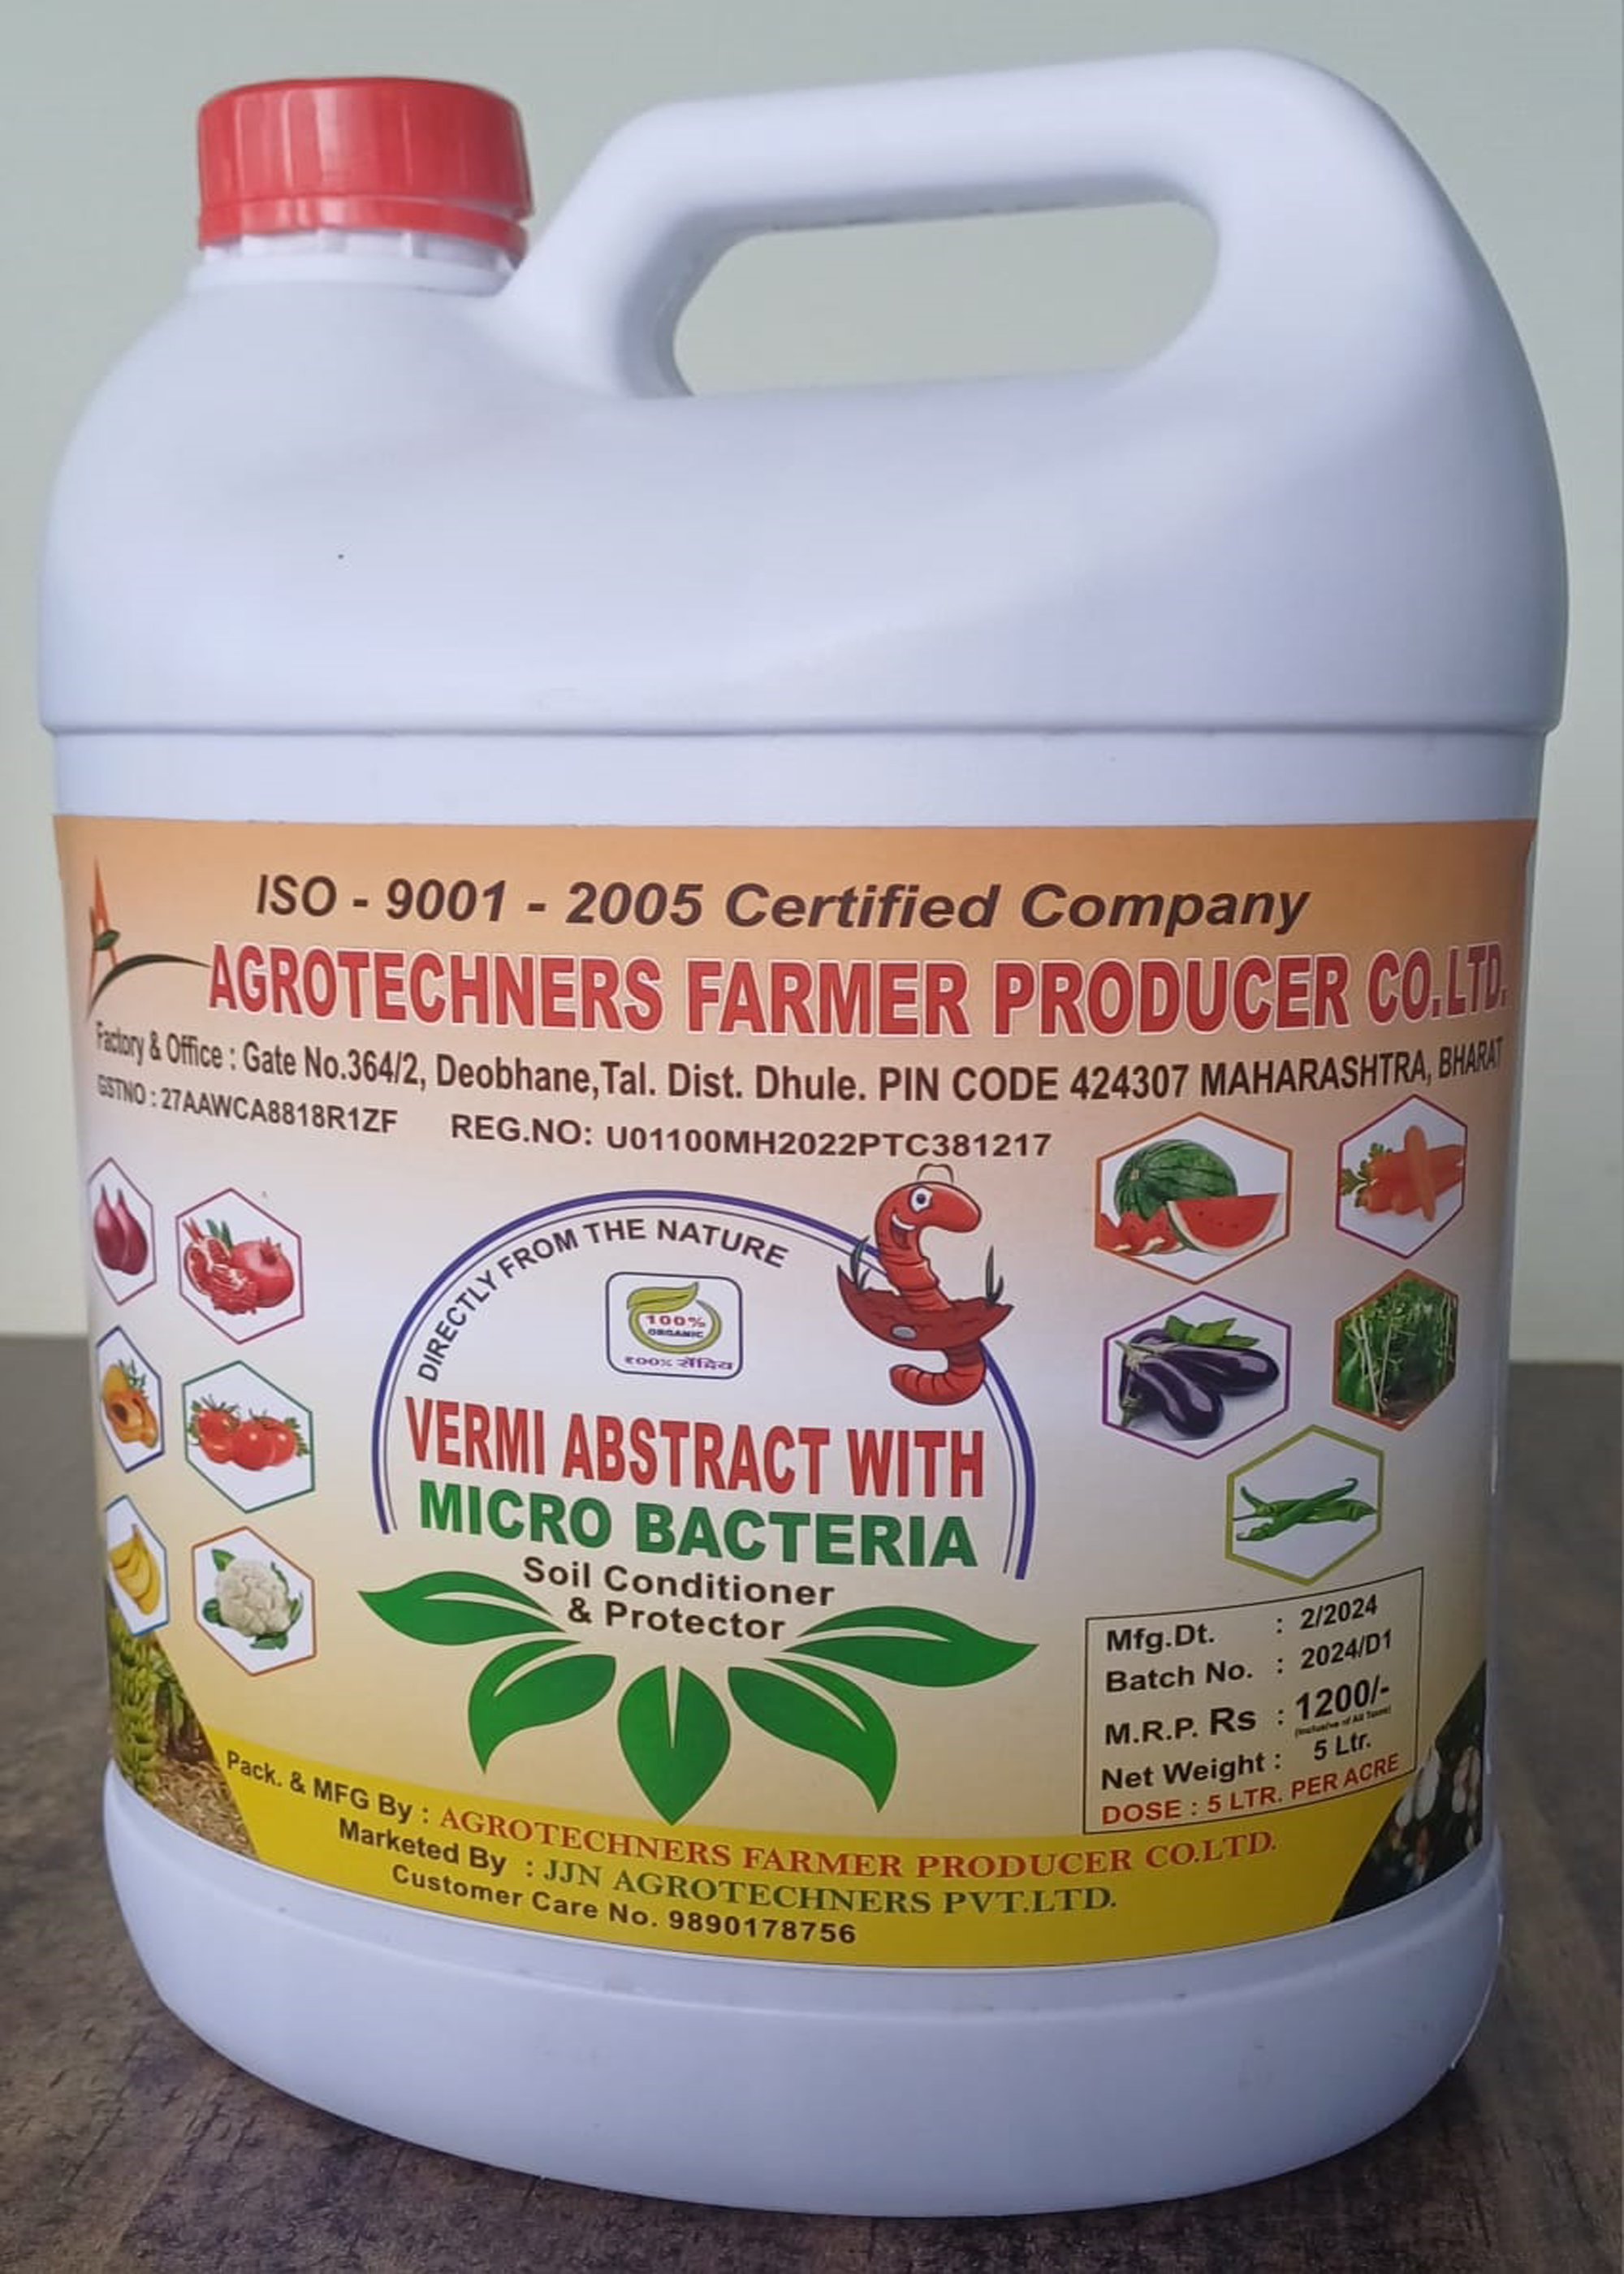 ISO - 9001 - 2005 Certified Company
AGROTECHNERS FARMER PRODUCER CO.LTD.
Factory & Office : Gate No.364/2, Deobhane,Tal. Dist. Dhule. PIN CODE 424307 MAHARASHTRA, BHARAT
GSTNO : 27AAWCA8818R1ZF REG.NO: U01100MH2022PTC381217
DIRECTLY FROM THE NATURE
100%
ORGANIC
१००% सेंद्रिय
VERMI ABSTRACT WITH
MICRO BACTERIA
Soil Conditioner
& Protector
Mfg.Dt. : 2/2024
Batch No. : 2024/D1
M.R.P. Rs : 1200/-
(Inclusive of All Taxes)
Net Weight : 5 Ltr.
DOSE : 5 LTR. PER ACRE
Pack. & MFG By : AGROTECHNERS FARMER PRODUCER CO.LTD.
Marketed By : JJN AGROTECHNERS PVT.LTD.
Customer Care No. 9890178756